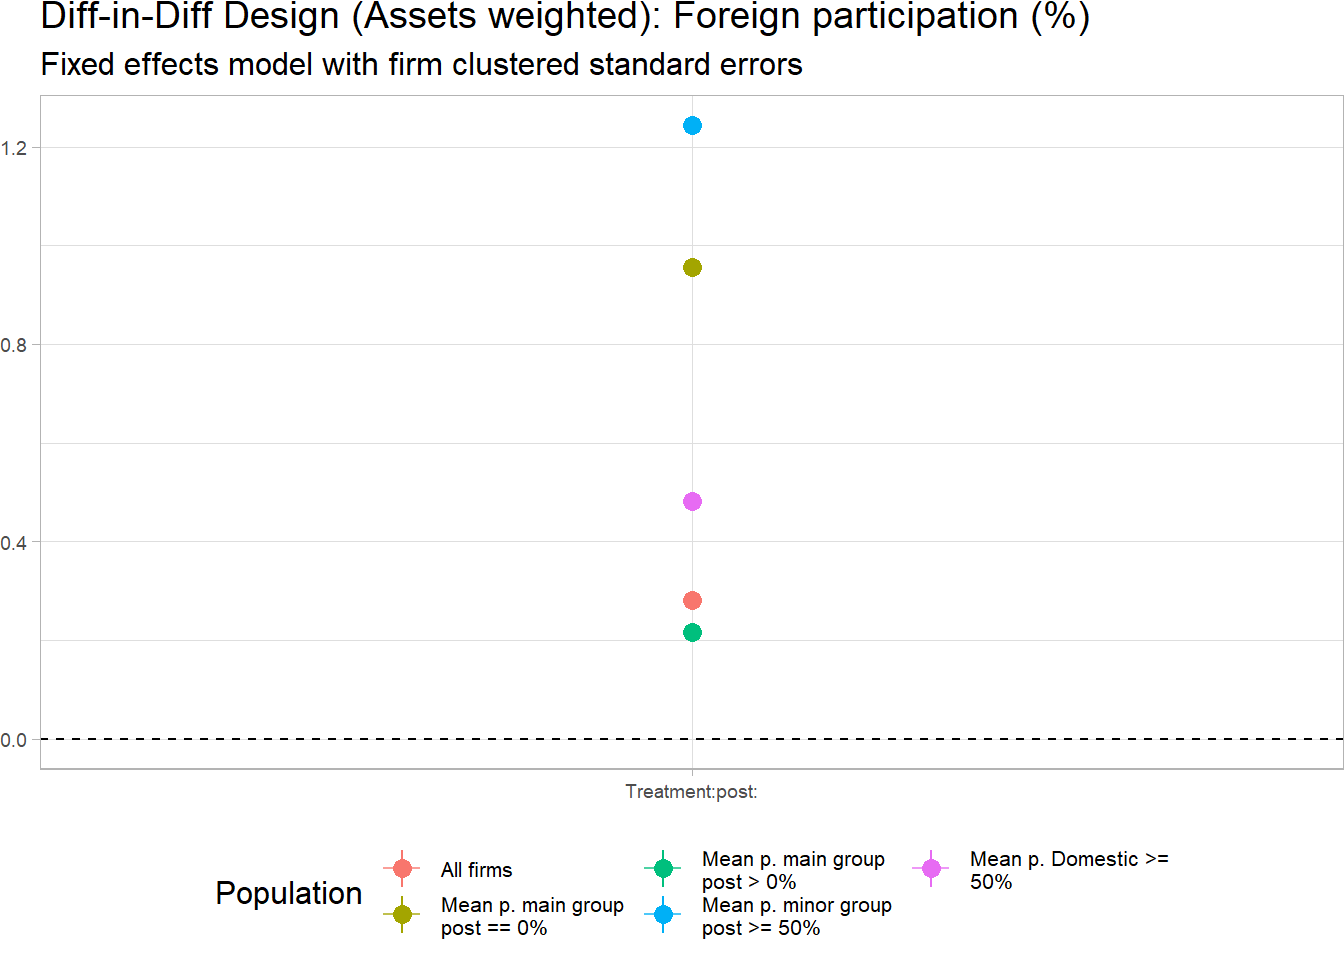 Diff-in-Diff Design (Assets weighted): Foreign participation (%)
Fixed effects model with firm clustered standard errors
1.2
0.8
0.4
0.0
Treatment:post:
Population
All firms
Mean p. main group
post == 0%
Mean p. main group
post > 0%
Mean p. minor group
post >= 50%
Mean p. Domestic >=
50%